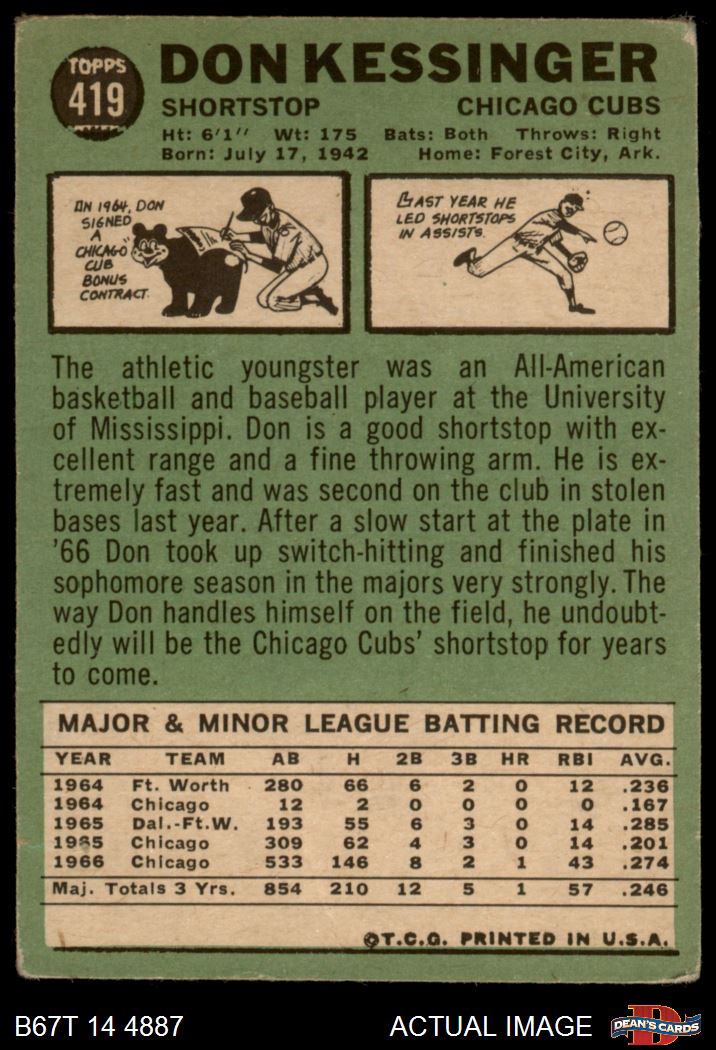 TOPPS
419
DON KESSINGER
SHORTSTOP CHICAGO CUBS
Ht: 6'1" Wt: 175 Bats: Both Throws: Right
Born: July 17, 1942 Home: Forest City, Ark.
IN 1964, DON
SIGNED
A
CHICAGO
CUB
BONUS
CONTRACT.
LAST YEAR HE
LED SHORTSTOPS
IN ASSISTS.
The athletic youngster was an All-American
basketball and baseball player at the University
of Mississippi. Don is a good shortstop with ex-
cellent range and a fine throwing arm. He is ex-
tremely fast and was second on the club in stolen
bases last year. After a slow start at the plate in
'66 Don took up switch-hitting and finished his
sophomore season in the majors very strongly. The
way Don handles himself on the field, he undoubt-
edly will be the Chicago Cubs' shortstop for years
to come.
MAJOR & MINOR LEAGUE BATTING RECORD
YEAR TEAM AB H 2B 3B HR RBI AVG.
1964 Ft. Worth 280 66 6 2 0 12 .236
1964 Chicago 12 2 0 0 0 0 .167
1965 Dal.-Ft.W. 193 55 6 3 0 14 .285
1965 Chicago 309 62 4 3 0 14 .201
1966 Chicago 533 146 8 2 1 43 .274
Maj. Totals 3 Yrs. 854 210 12 5 1 57 .246
©T.C.G. PRINTED IN U.S.A.
B67T 14 4887 ACTUAL IMAGE
D
DEAN'S CARDS